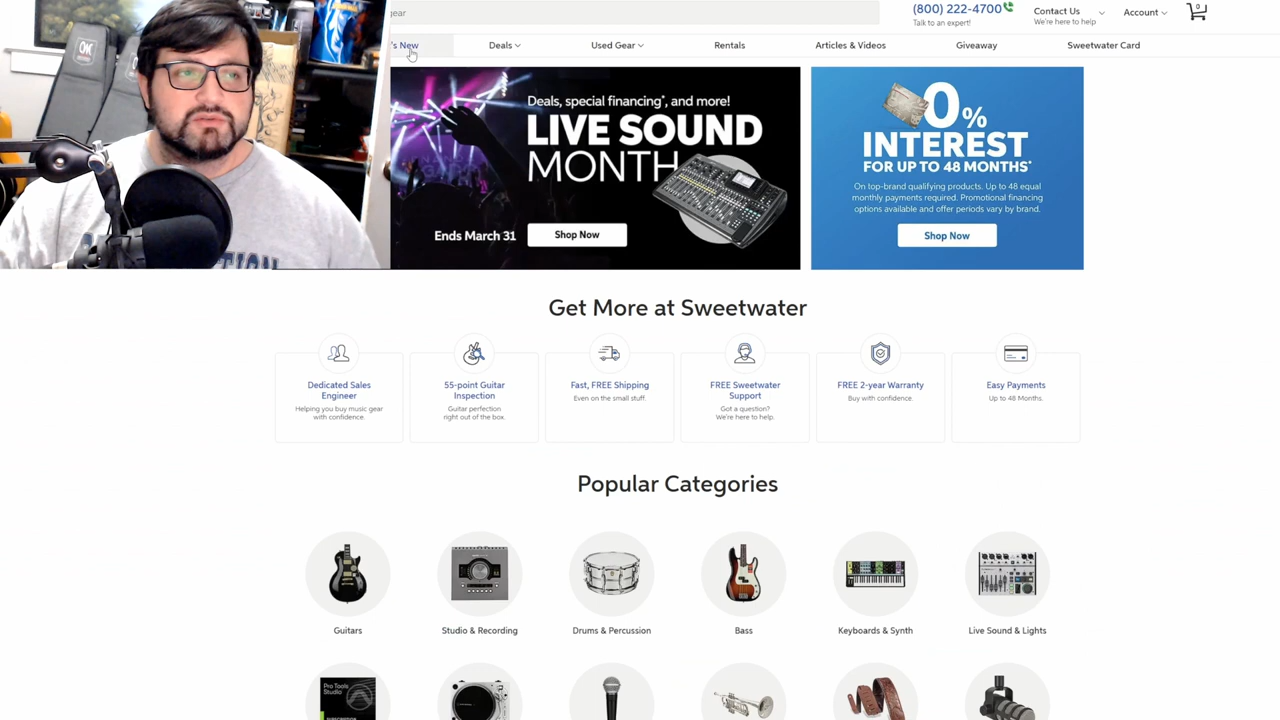 gear
(800) 222-4700
Talk to an expert!
Contact Us
We're here to help
Account
0
's New
Deals
Used Gear
Rentals
Articles & Videos
Giveaway
Sweetwater Card
Deals, special financing*, and more!
LIVE SOUND
MONTH
Ends March 31
Shop Now
0%
INTEREST
FOR UP TO 48 MONTHS*
On top-brand qualifying products. Up to 48 equal
monthly payments required. Promotional financing
options available and offer periods vary by brand.
Shop Now
Get More at Sweetwater
Dedicated Sales
Engineer
Helping you buy music gear
with confidence.
55-point Guitar
Inspection
Guitar perfection
right out of the box.
Fast, FREE Shipping
Even on the small stuff.
FREE Sweetwater
Support
Got a question?
We're here to help.
FREE 2-year Warranty
Buy with confidence.
Easy Payments
Up to 48 Months.
Popular Categories
Guitars
Studio & Recording
Drums & Percussion
Bass
Keyboards & Synth
Live Sound & Lights
Pro Tools
Studio